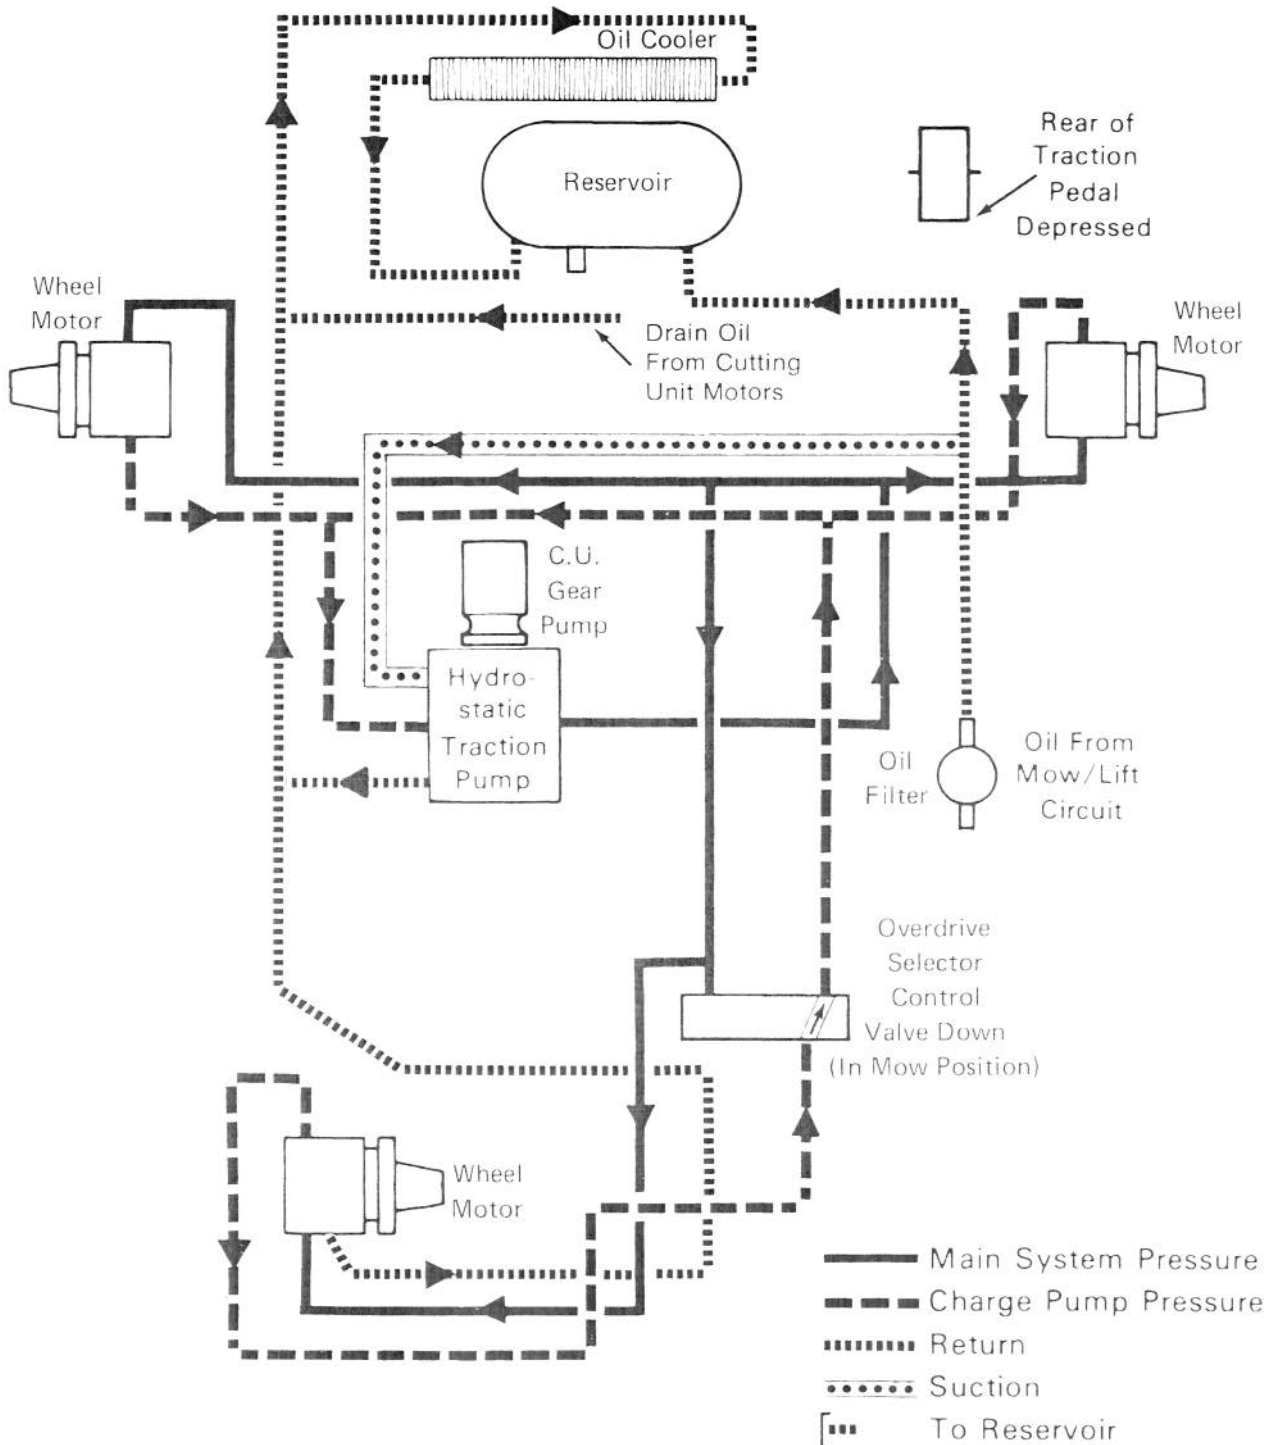 Oil Cooler
Reservoir
Rear of
Traction
Pedal
Depressed
Wheel
Motor
Drain Oil
From Cutting
Unit Motors
Wheel
Motor
C.U.
Gear
Pump
Hydro-
static
Traction
Pump
Oil
Filter
Oil From
Mow/Lift
Circuit
Overdrive
Selector
Control
Valve Down
(In Mow Position)
Wheel
Motor
Main System Pressure
Charge Pump Pressure
Return
Suction
To Reservoir